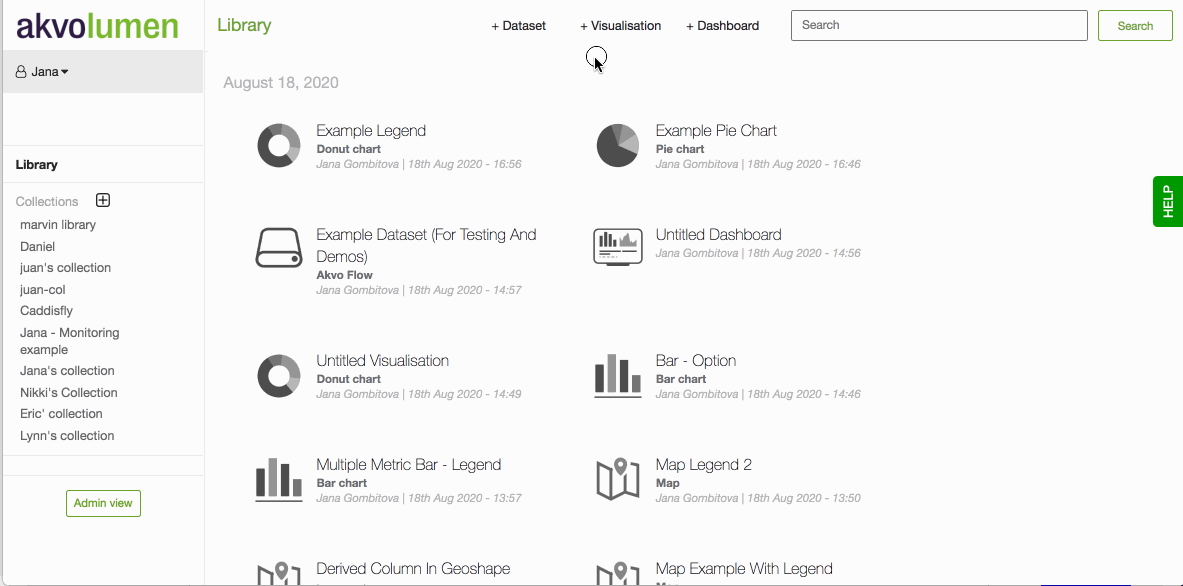 akvolumen
Library
+ Dataset
+ Visualisation
+ Dashboard
Search
Search
Jana
August 18, 2020
Library
Collections
marvin library
Daniel
juan's collection
juan-col
Caddisfly
Jana - Monitoring
example
Jana's collection
Nikki's Collection
Eric' collection
Lynn's collection
Admin view
Example Legend
Donut chart
Jana Gombitova | 18th Aug 2020 - 16:56
Example Pie Chart
Pie chart
Jana Gombitova | 18th Aug 2020 - 16:46
Example Dataset (For Testing And
Demos)
Akvo Flow
Jana Gombitova | 18th Aug 2020 - 14:57
Untitled Dashboard
Jana Gombitova | 18th Aug 2020 - 14:56
Untitled Visualisation
Donut chart
Jana Gombitova | 18th Aug 2020 - 14:49
Bar - Option
Bar chart
Jana Gombitova | 18th Aug 2020 - 14:46
Multiple Metric Bar - Legend
Bar chart
Jana Gombitova | 18th Aug 2020 - 13:57
Map Legend 2
Map
Jana Gombitova | 18th Aug 2020 - 13:50
Derived Column In Geoshape
Map Example With Legend
HELP